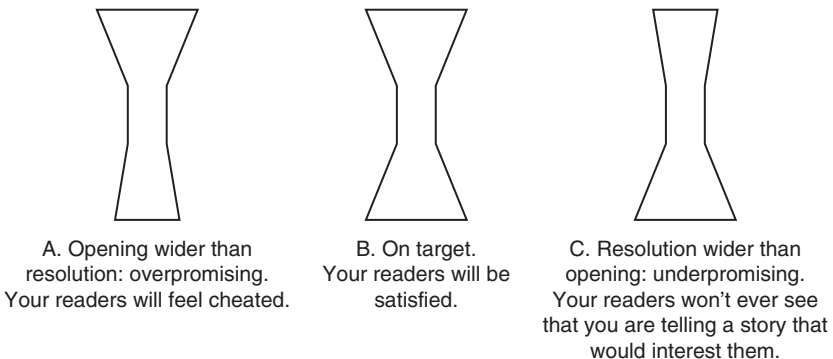 A. Opening wider than
resolution: overpromising.
Your readers will feel cheated.
B. On target.
Your readers will be
satisfied.
C. Resolution wider than
opening: underpromising.
Your readers won’t ever see
that you are telling a story that
would interest them.